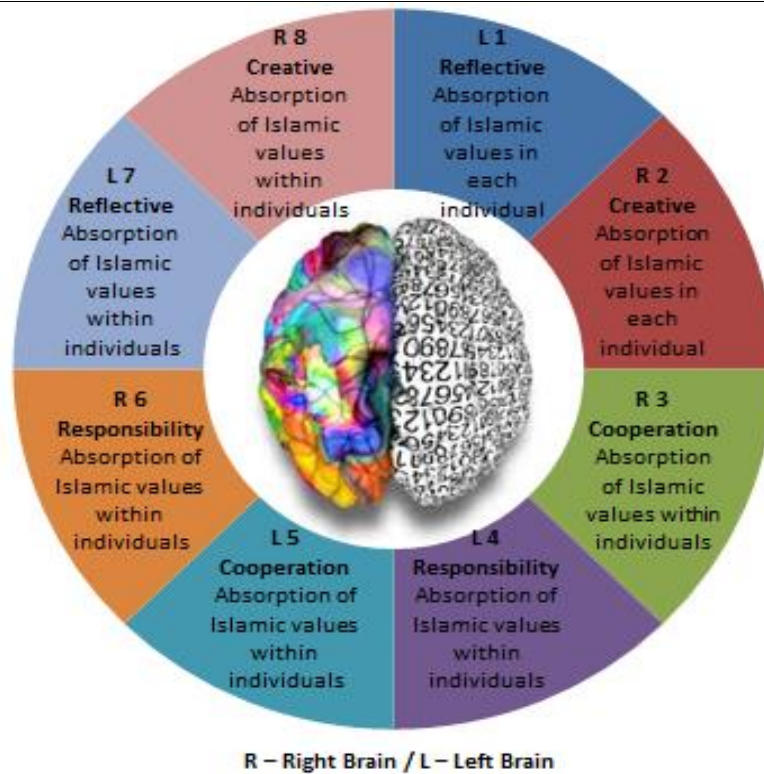 R 8
Creative
Absorption
of Islamic
values
within
individuals
L 1
Reflective
Absorption
of Islamic
values in
each
individual
R 2
Creative
Absorption
of Islamic
values in
each
individual
R 3
Cooperation
Absorption
of Islamic
values within
individuals
L 4
Responsibility
Absorption of
Islamic values
within
individuals
L 5
Cooperation
Absorption of
Islamic values
within
individuals
R 6
Responsibility
Absorption of
Islamic values
within
individuals
L 7
Reflective
Absorption
of Islamic
values
within
individuals
R – Right Brain / L – Left Brain